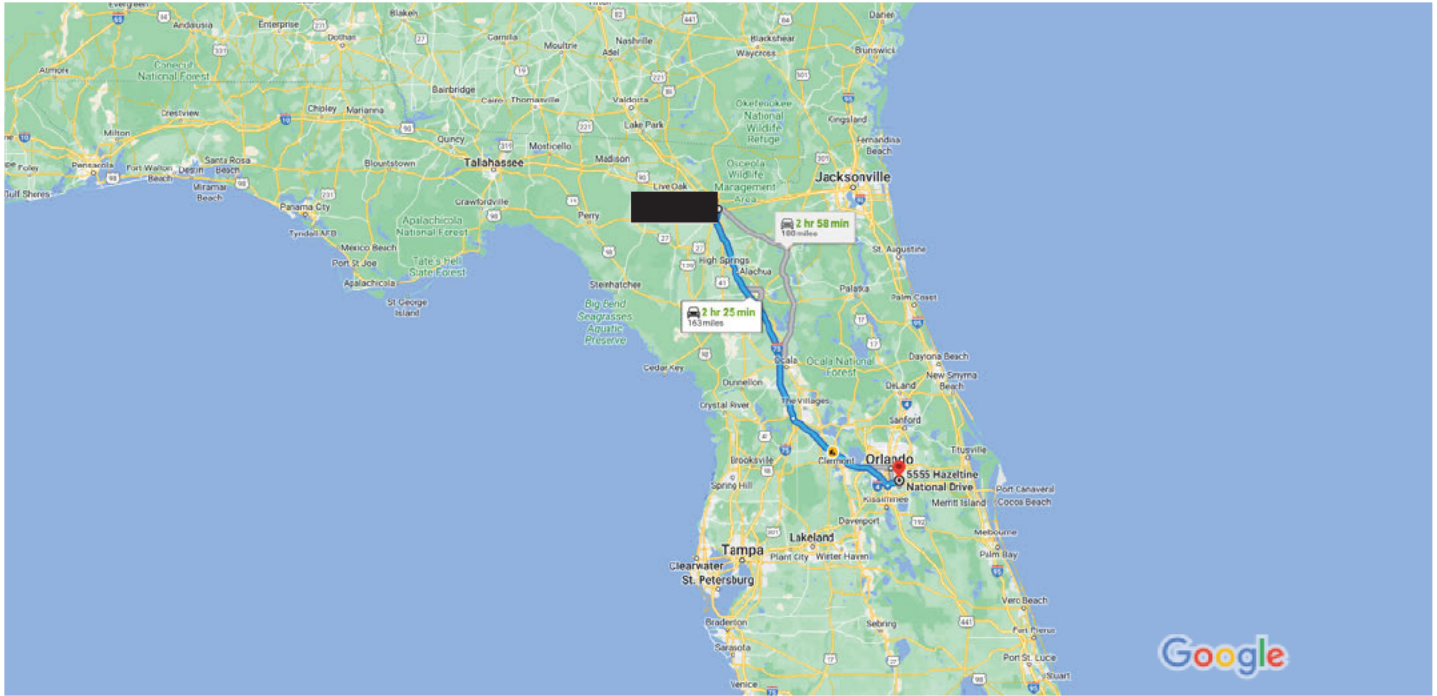 Evergreen
Andalusia
Enterprise
Dothan
Blakely
Camilla
Moultrie
Nashville
Adel
Blackshear
Waycross
Darien
Brunswick
Atmore
Conecuh
National Forest
Bainbridge
Cairo
Thomasville
Valdosta
Okefenokee
National
Wildlife
Refuge
Kingsland
Crestview
Chipley
Marianna
Lake Park
Fernandina
Beach
Milton
Quincy
Monticello
Madison
Osceola
Wildlife
Management
Area
Foley
Pensacola
Fort Walton
Beach
Destin
Santa Rosa
Beach
Miramar
Beach
Blountstown
Tallahassee
Live Oak
Jacksonville
Gulf Shores
Crawfordville
Perry
Panama City
Tyndall AFB
Apalachicola
National Forest
2 hr 58 min
180 miles
St. Augustine
Mexico Beach
Port St Joe
Tate's Hell
State Forest
High Springs
Alachua
Apalachicola
St George
Island
Steinhatchee
Palatka
Palm Coast
Big Bend
Seagrasses
Aquatic
Preserve
2 hr 25 min
163 miles
Cedar Key
Ocala
Ocala National
Forest
Daytona Beach
New Smyrna
Beach
Dunnellon
DeLand
Crystal River
The Villages
Sanford
Brooksville
Clermont
Orlando
Titusville
Spring Hill
5555 Hazeltine
National Drive
Kissimmee
Merritt Island
Port Canaveral
Cocoa Beach
Davenport
Lakeland
Melbourne
Tampa
Plant City
Winter Haven
Palm Bay
Clearwater
St. Petersburg
Vero Beach
Bradenton
Sebring
Fort Pierce
Sarasota
Port St. Lucie
Stuart
Venice
Google